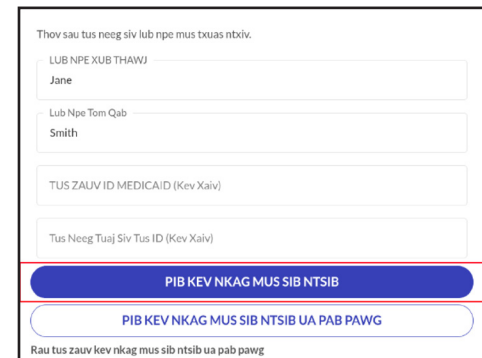 Thov sau tus neeg siv lub npe mus txuas ntxiv.
LUB NPE XUB THAWJ
Jane
Lub Npe Tom Qab
Smith
TUS ZAUV ID MEDICAID (Kev Xaiv)
Tus Neeg Tuaj Siv Tus ID (Kev Xaiv)
PIB KEV NKAG MUS SIB NTSIB
PIB KEV NKAG MUS SIB NTSIB UA PAB PAWG
Rau tus zauv kev nkag mus sib ntsib ua pab pawg